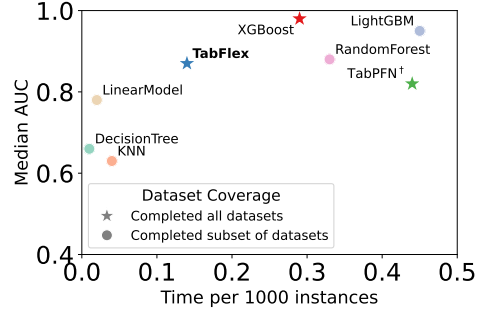 1.0
0.8
0.6
0.4
Median AUC
XGBoost
LightGBM
TabFlex
RandomForest
TabPFN†
LinearModel
DecisionTree
KNN
Dataset Coverage
Completed all datasets
Completed subset of datasets
0.0 0.1 0.2 0.3 0.4 0.5
Time per 1000 instances